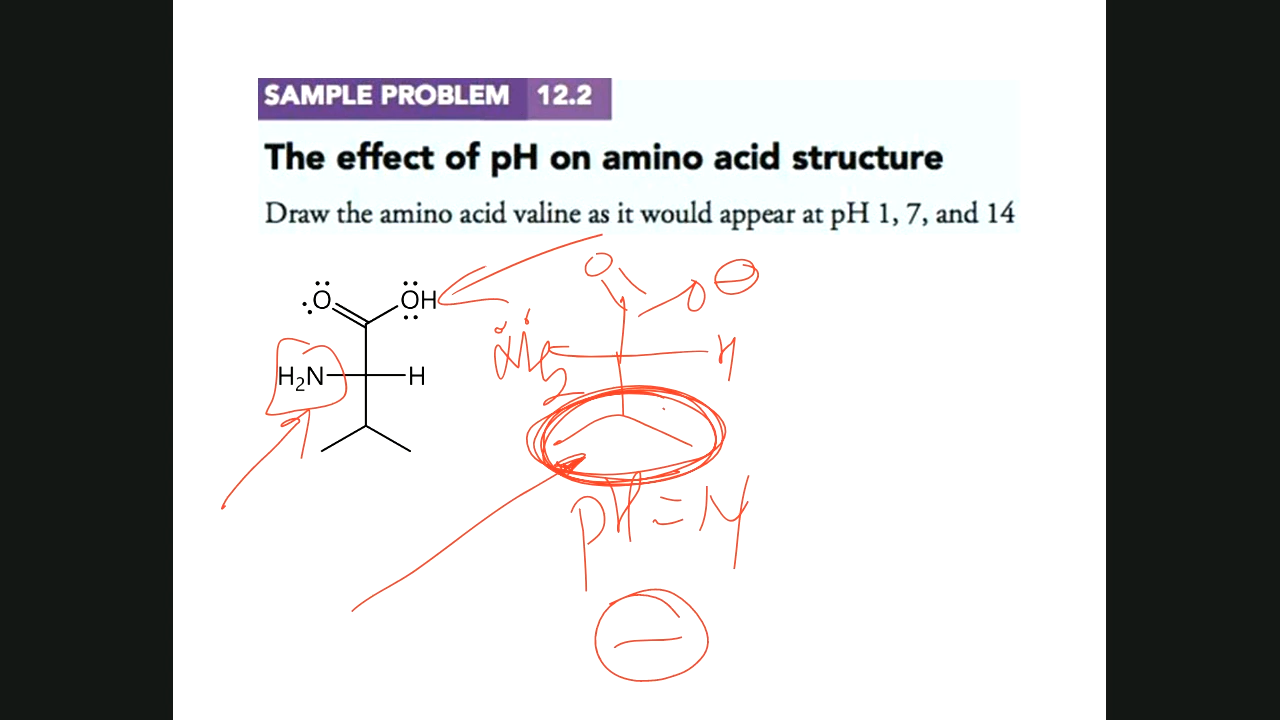 SAMPLE PROBLEM 12.2
The effect of pH on amino acid structure
Draw the amino acid valine as it would appear at pH 1, 7, and 14
O OH
H₂N H
O O ⊖
NH₂ H
pH = 14
−